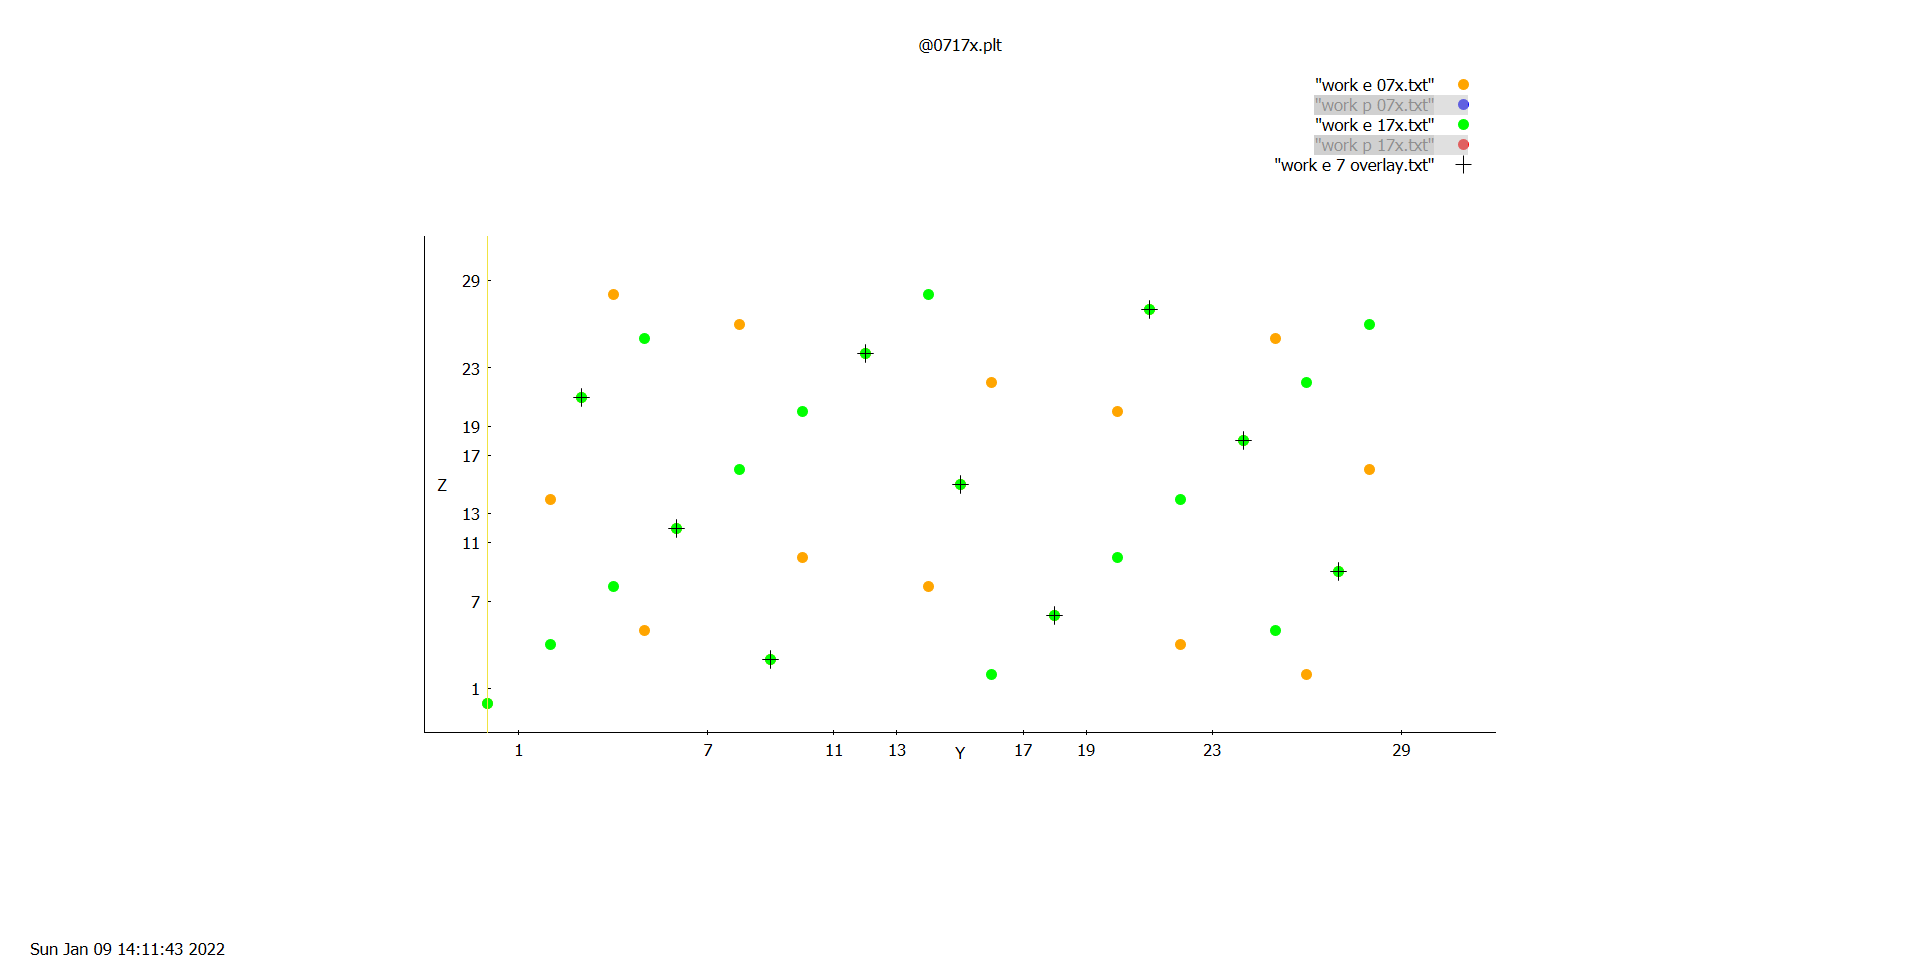 @0717x.plt
"work e 07x.txt"
"work p 07x.txt"
"work e 17x.txt"
"work p 17x.txt"
"work e 7 overlay.txt"
29
23
19
17
Z
13
11
7
1
1 7 11 13 Y 17 19 23 29
Sun Jan 09 14:11:43 2022